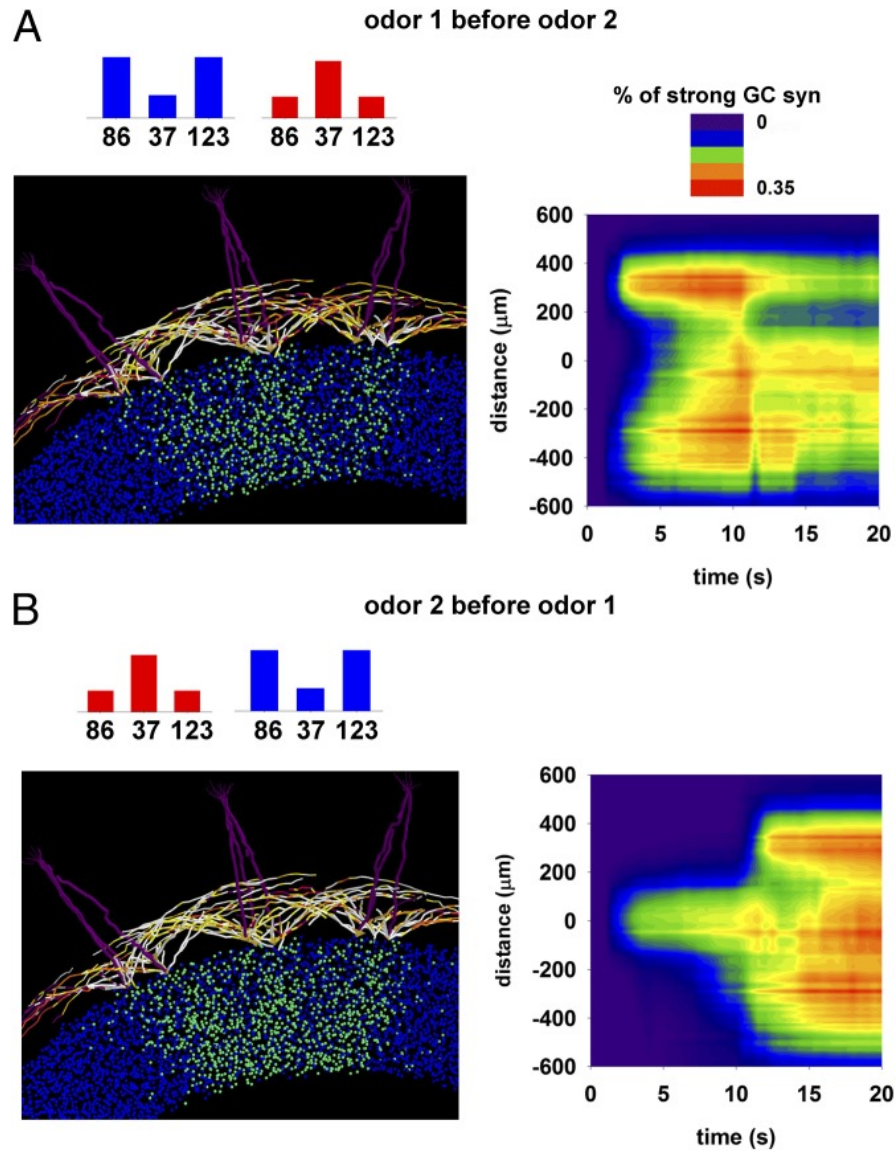 A
odor 1 before odor 2
86 37 123
86 37 123
% of strong GC syn
0
0.35
600
400
200
0
-200
-400
-600
distance (μm)
0 5 10 15 20
time (s)
B
odor 2 before odor 1
86 37 123
86 37 123
600
400
200
0
-200
-400
-600
distance (μm)
0 5 10 15 20
time (s)